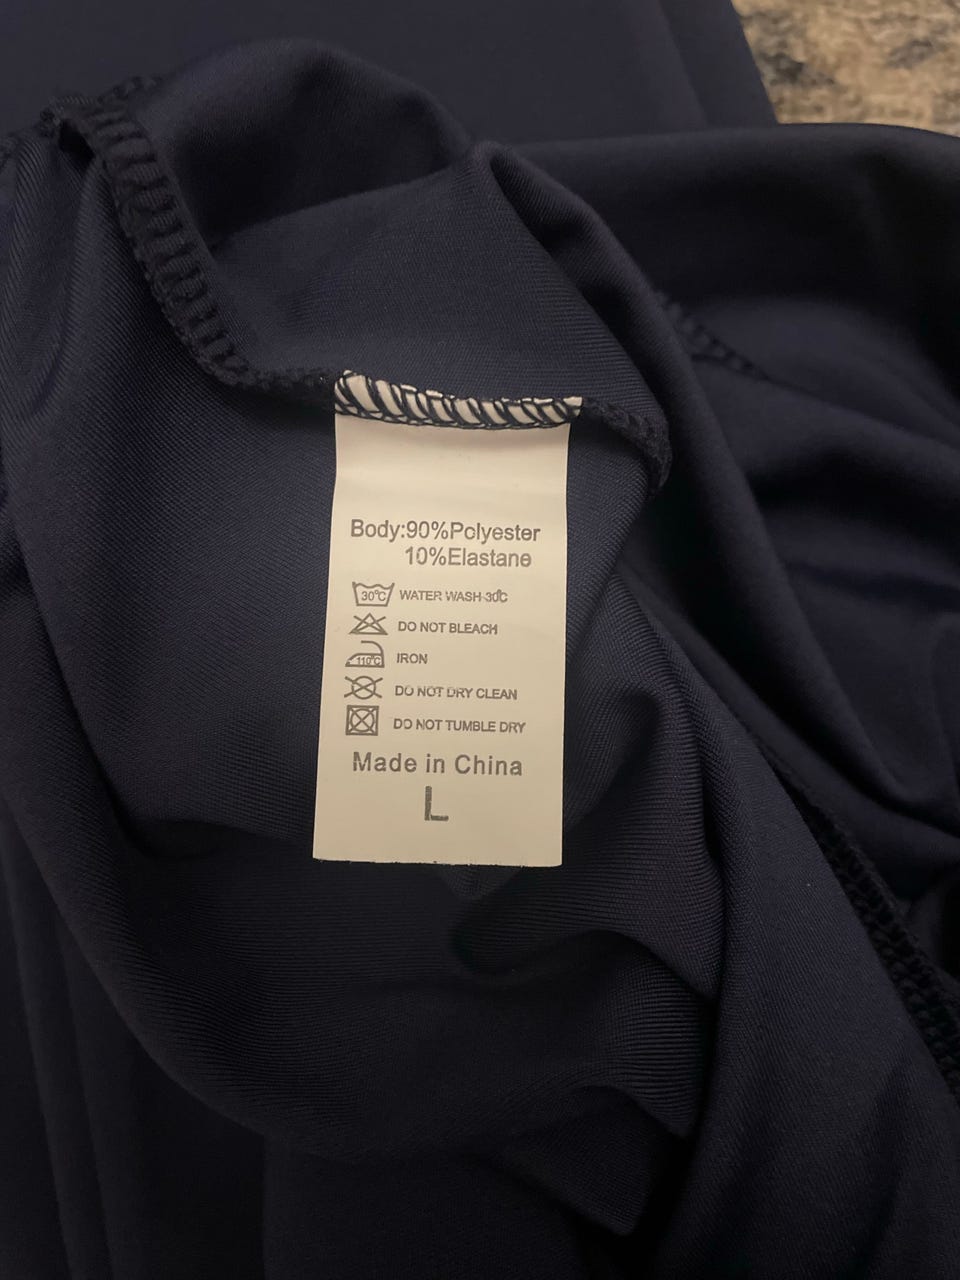 Body:90%Polyester
10%Elastane
30°C WATER WASH 30C
DO NOT BLEACH
110°C IRON
DO NOT DRY CLEAN
DO NOT TUMBLE DRY
Made in China
L